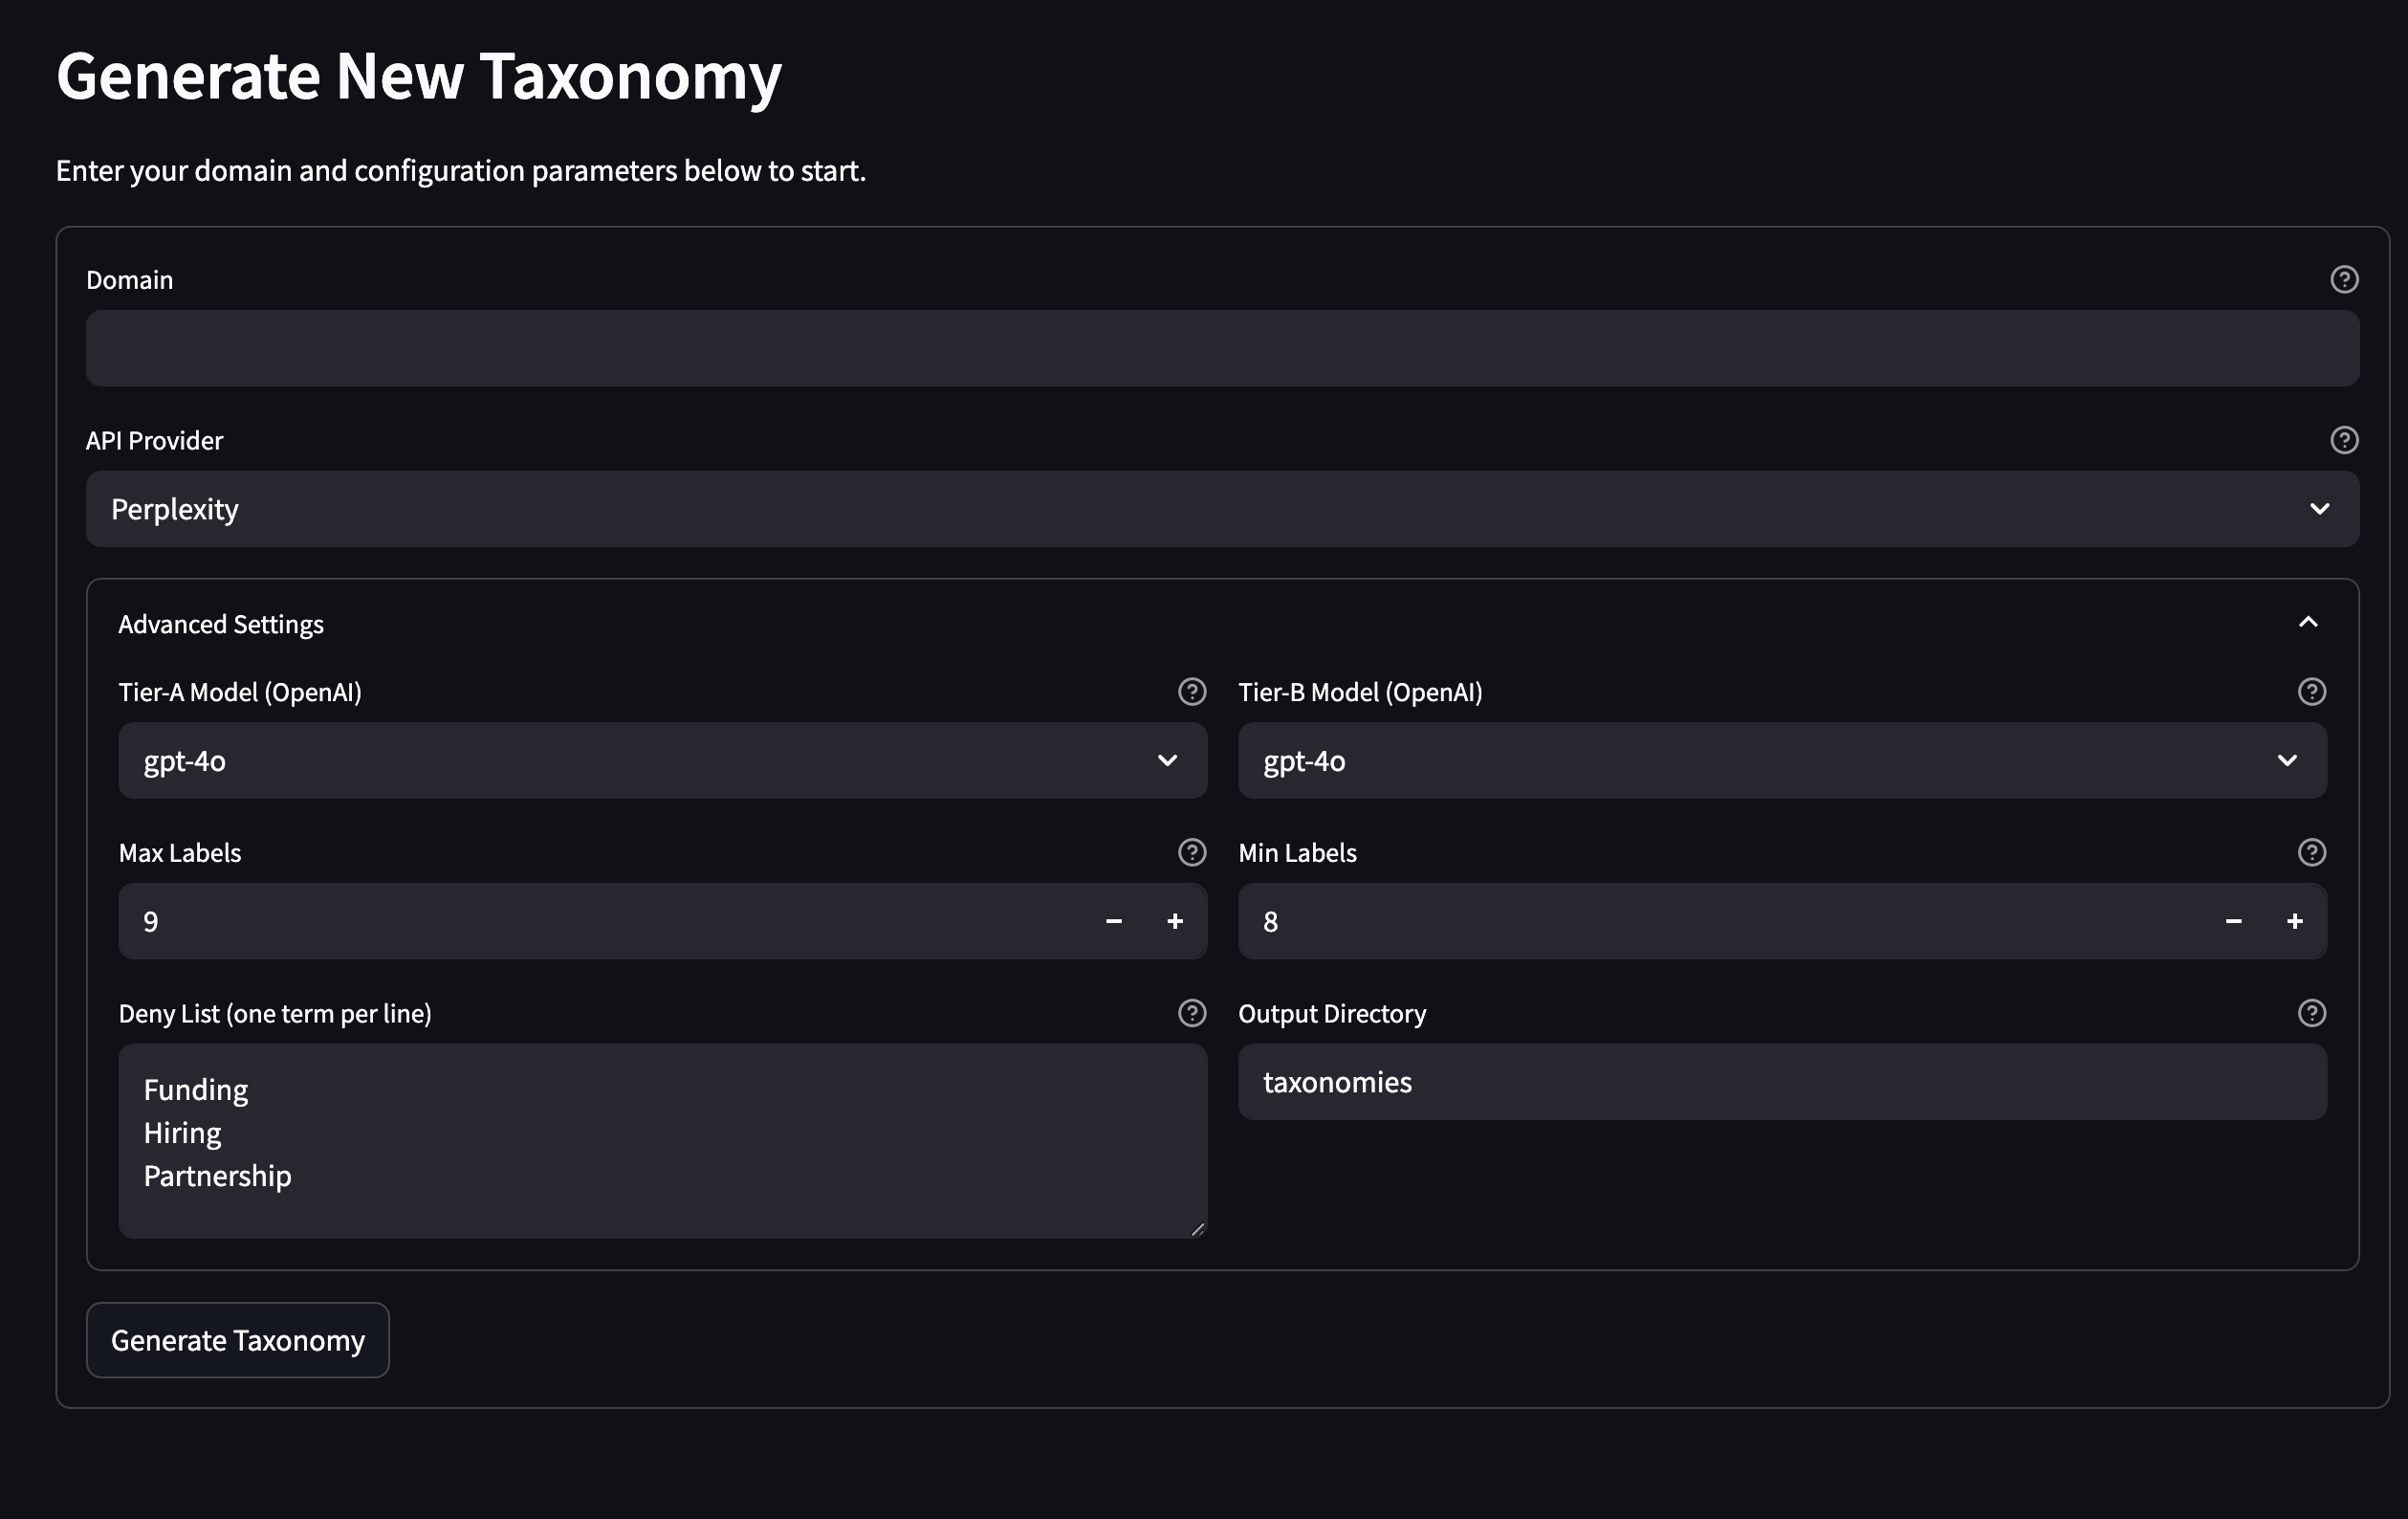 Generate New Taxonomy
Enter your domain and configuration parameters below to start.
Domain
API Provider
Perplexity
Advanced Settings
Tier-A Model (OpenAI)
Tier-B Model (OpenAI)
gpt-4o
gpt-4o
Max Labels
Min Labels
9
8
Deny List (one term per line)
Output Directory
Funding
Hiring
Partnership
taxonomies
Generate Taxonomy